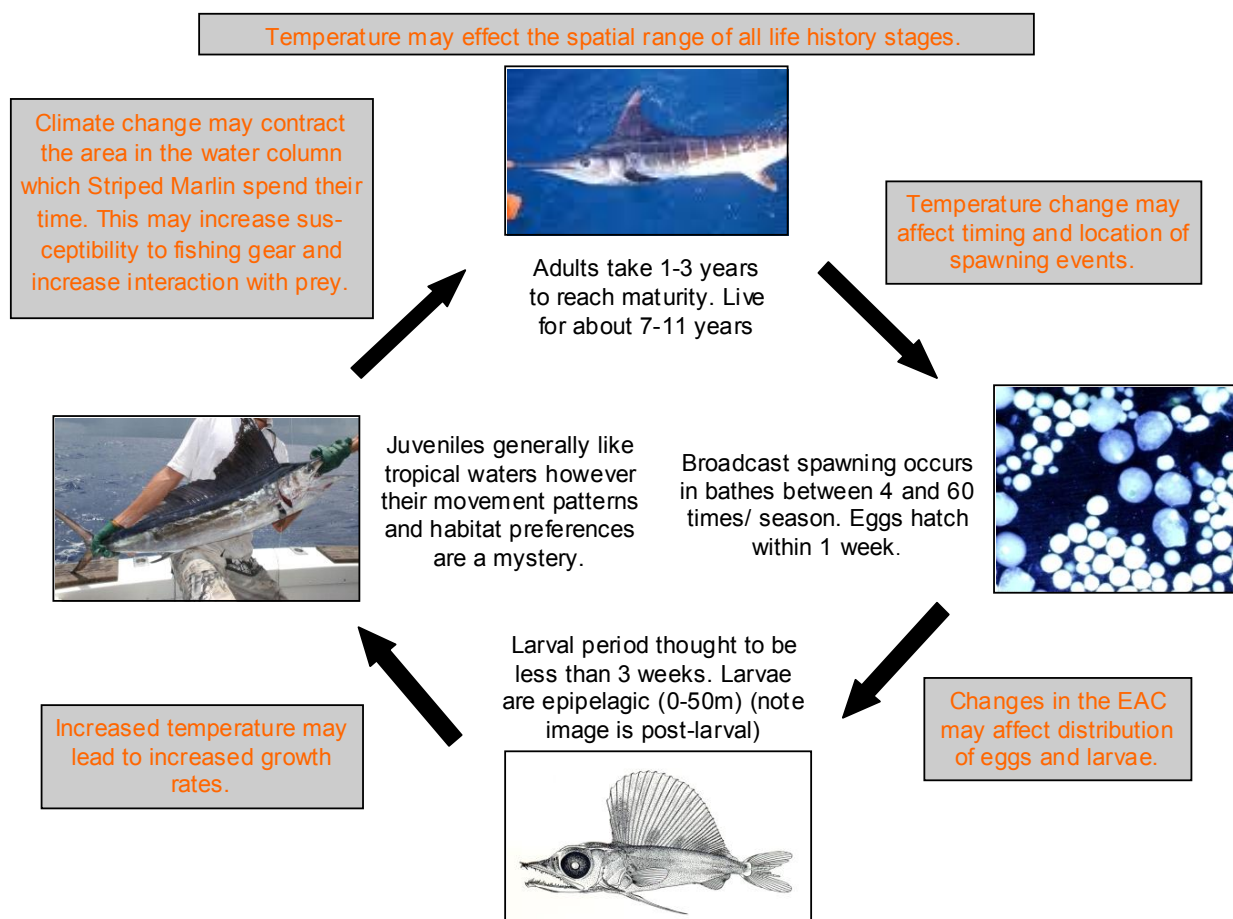 Temperature may effect the spatial range of all life history stages.
Climate change may contract
the area in the water column
which Striped Marlin spend their
time. This may increase sus-
ceptibility to fishing gear and
increase interaction with prey.
Temperature change may
affect timing and location of
spawning events.
Adults take 1-3 years
to reach maturity. Live
for about 7-11 years
Juveniles generally like
tropical waters however
their movement patterns
and habitat preferences
are a mystery.
Broadcast spawning occurs
in bathes between 4 and 60
times/ season. Eggs hatch
within 1 week.
Larval period thought to be
less than 3 weeks. Larvae
are epipelagic (0-50m) (note
image is post-larval)
Increased temperature may
lead to increased growth
rates.
Changes in the EAC
may affect distribution
of eggs and larvae.